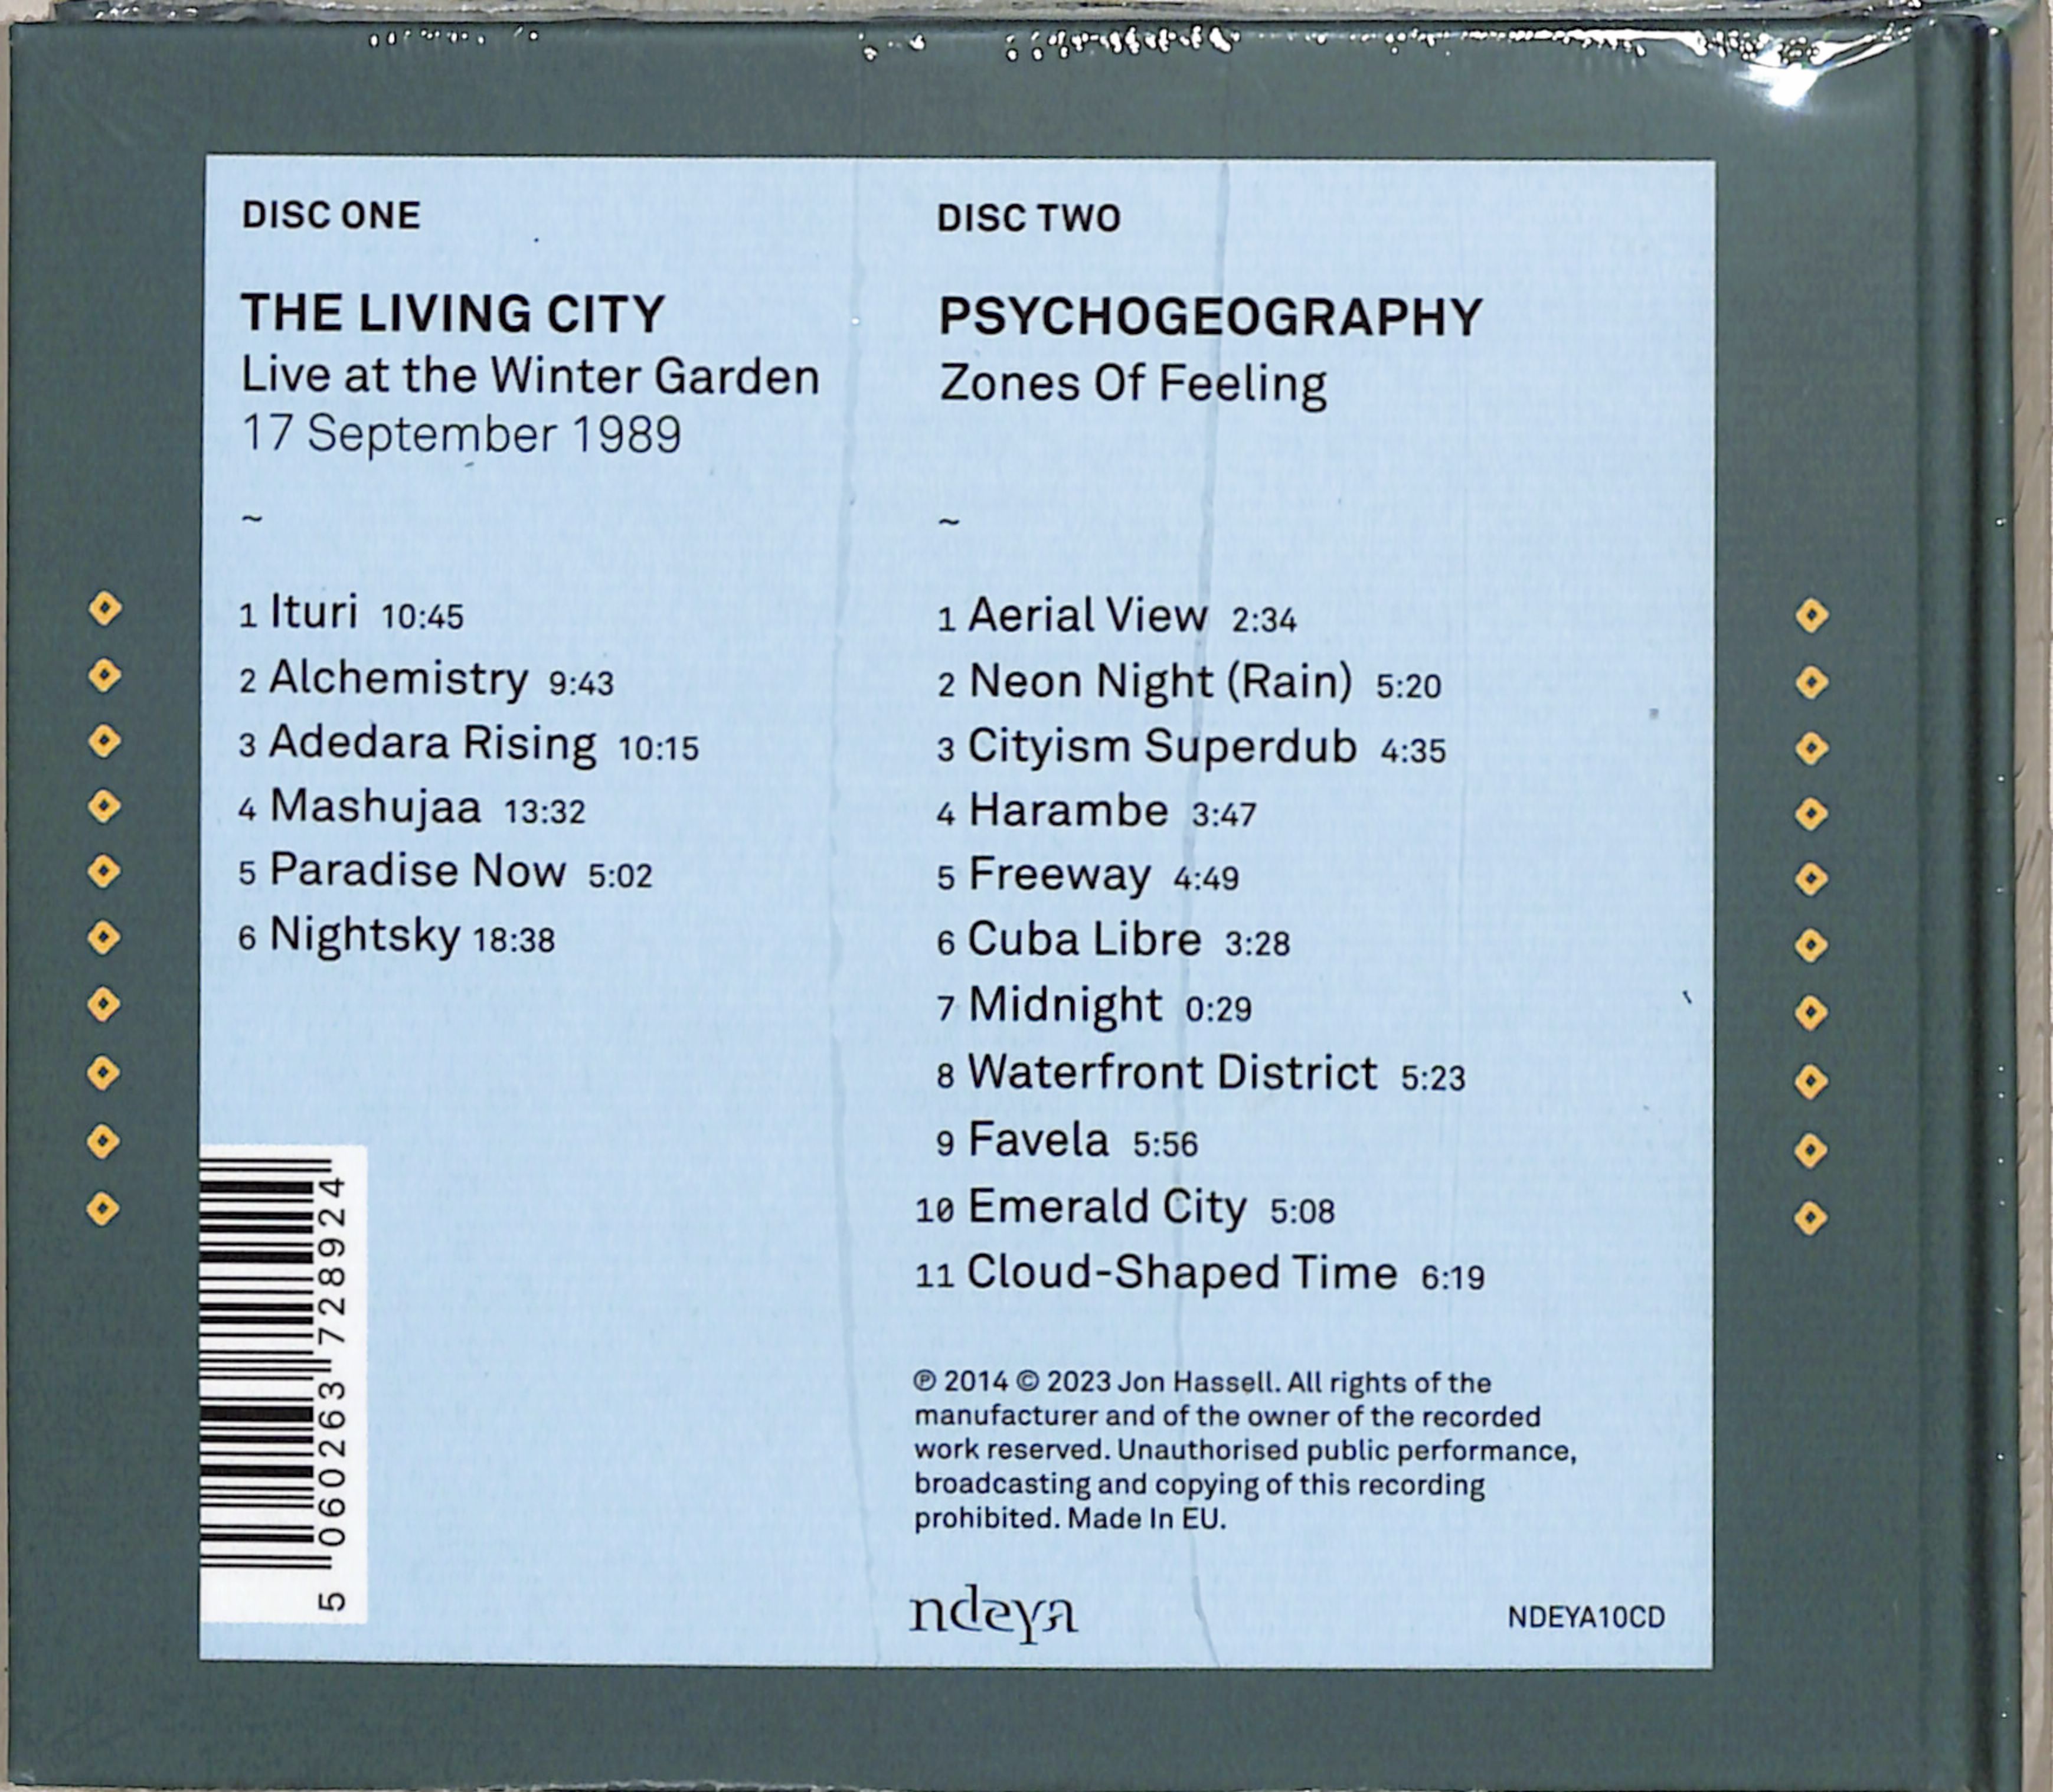 DISC ONE
THE LIVING CITY
Live at the Winter Garden
17 September 1989
~
1 Ituri 10:45
2 Alchemistry 9:43
3 Adedara Rising 10:15
4 Mashujaa 13:32
5 Paradise Now 5:02
6 Nightsky 18:38
5 060263 728924
DISC TWO
PSYCHOGEOGRAPHY
Zones Of Feeling
~
1 Aerial View 2:34
2 Neon Night (Rain) 5:20
3 Cityism Superdub 4:35
4 Harambe 3:47
5 Freeway 4:49
6 Cuba Libre 3:28
7 Midnight 0:29
8 Waterfront District 5:23
9 Favela 5:56
10 Emerald City 5:08
11 Cloud-Shaped Time 6:19
℗ 2014 © 2023 Jon Hassell. All rights of the
manufacturer and of the owner of the recorded
work reserved. Unauthorised public performance,
broadcasting and copying of this recording
prohibited. Made In EU.
ndeya
NDEYA10CD